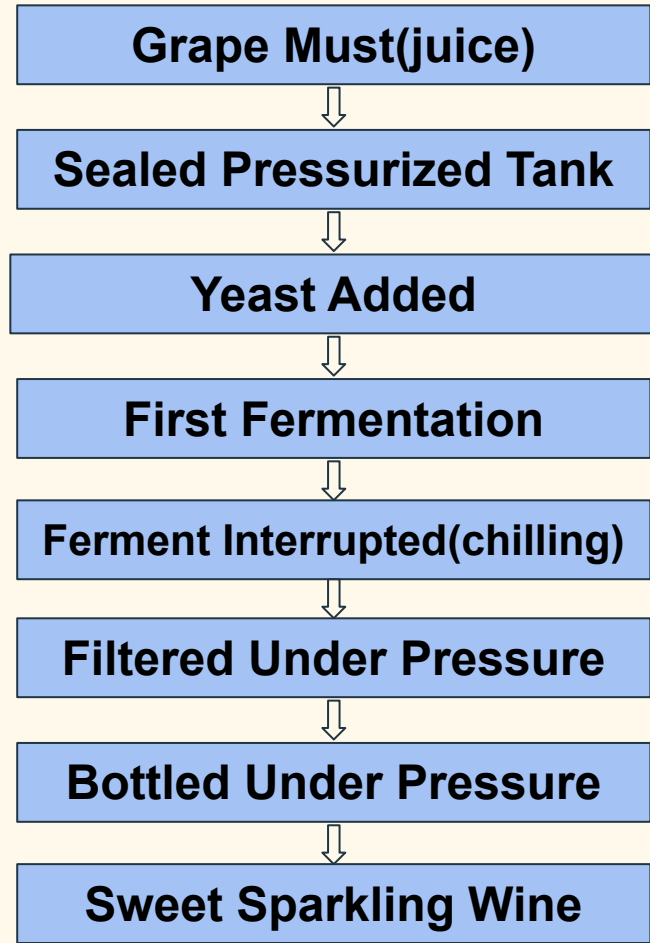 Grape Must(juice)
Sealed Pressurized Tank
Yeast Added
First Fermentation
Ferment Interrupted(chilling)
Filtered Under Pressure
Bottled Under Pressure
Sweet Sparkling Wine